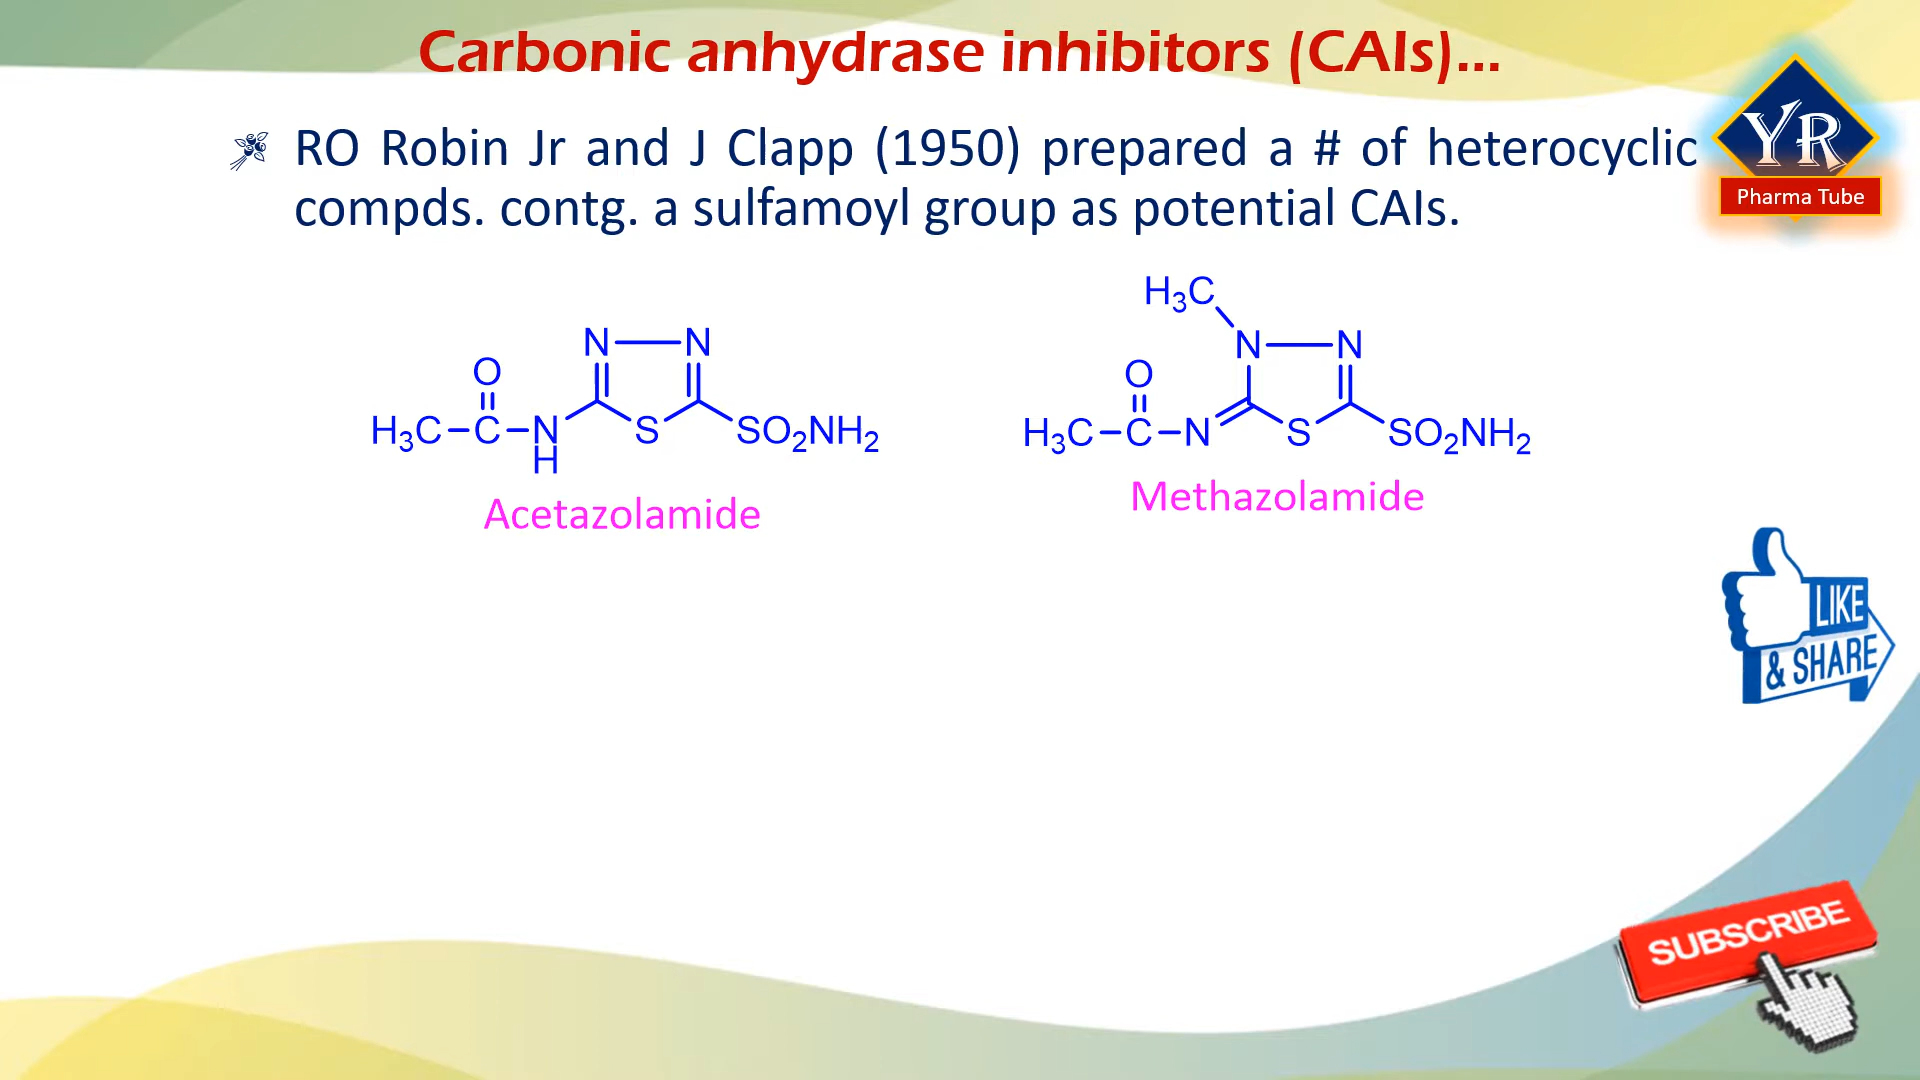 Carbonic anhydrase inhibitors (CAIs)...
RO Robin Jr and J Clapp (1950) prepared a # of heterocyclic
compds. contg. a sulfamoyl group as potential CAIs.
YR
Pharma Tube
H₃C
N N
O
H₃C C N S SO₂NH₂
H
Acetazolamide
N N
O
H₃C C N S SO₂NH₂
Methazolamide
LIKE
& SHARE
SUBSCRIBE